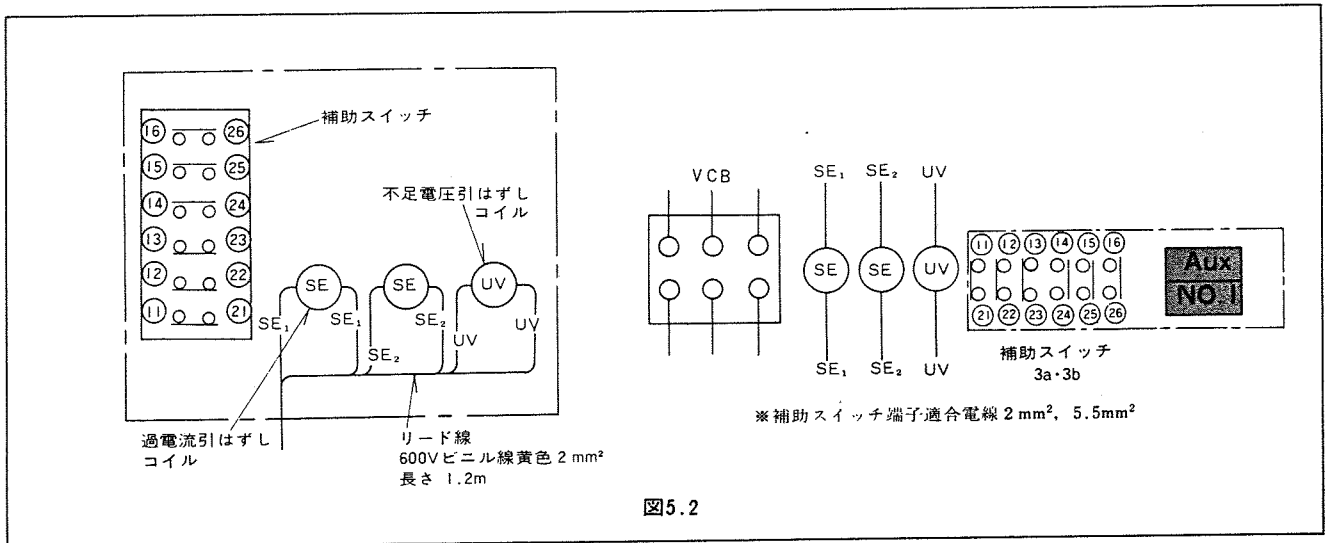 補助スイッチ
16 26
15 25
14 24
13 23
12 22
11 21
不足電圧引はずし
コイル
SE SE UV
SE₁ SE₁ SE₂ SE₂ UV UV
過電流引はずし
コイル
リード線
600Vビニル線黄色 2 mm²
長さ 1.2m
VCB
SE₁ SE₂ UV
SE SE UV
SE₁ SE₂ UV
11 12 13 14 15 16
21 22 23 24 25 26
Aux
NO.1
補助スイッチ
3a・3b
※補助スイッチ端子適合電線 2 mm², 5.5mm²
図5.2